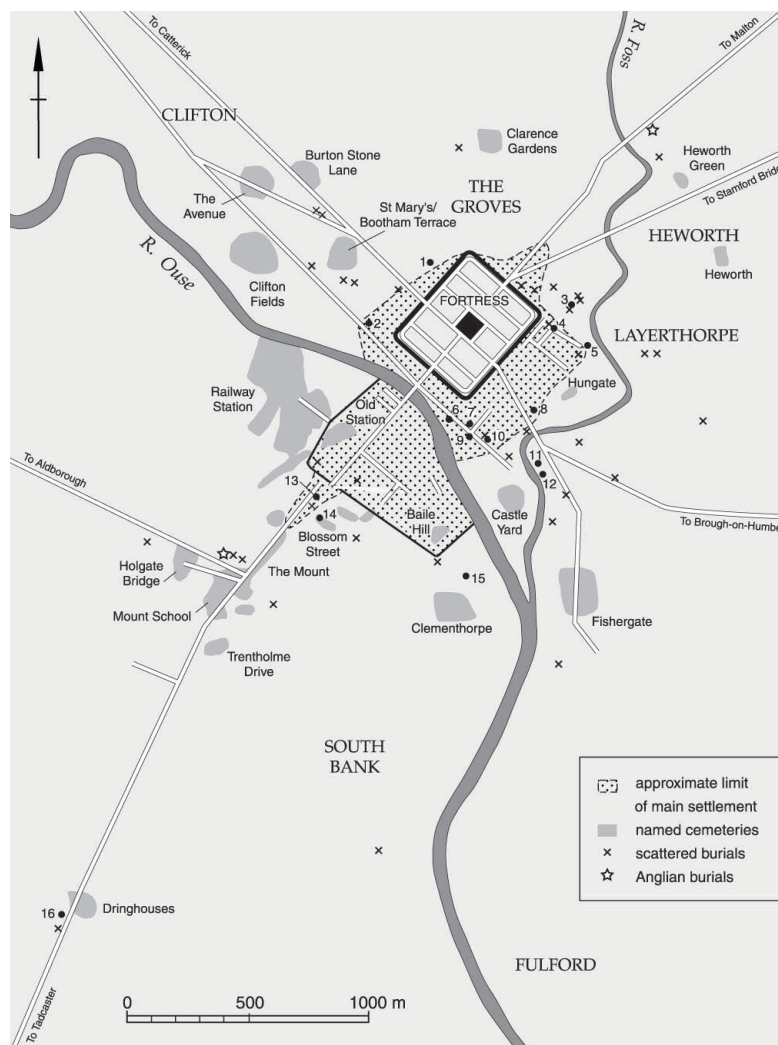 To Catterick
R. Foss
To Malton
CLIFTON
Clarence
Gardens
Burton Stone
Lane
Heworth
Green
The
Avenue
THE
GROVES
St Mary's/
Bootham Terrace
To Stamford Bridge
HEWORTH
R. Ouse
Clifton
Fields
1
FORTRESS
Heworth
2
3
4
5
LAYERTHORPE
Railway
Station
Old
Station
Hungate
6
7
8
9
10
To Aldborough
11
12
13
14
Blossom
Street
Baile
Hill
Castle
Yard
To Brough-on-Humber
Holgate
Bridge
The Mount
15
Mount School
Clementhorpe
Fishergate
Trentholme
Drive
SOUTH
BANK
approximate limit
of main settlement
named cemeteries
scattered burials
Anglian burials
16
Dringhouses
FULFORD
To Tadcaster
0 500 1000 m